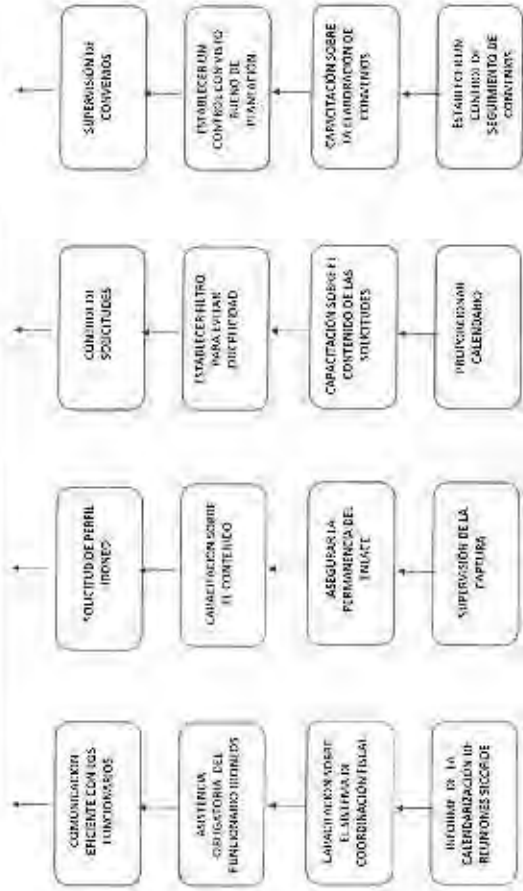 COMUNICACIÓN
EFICIENTE CON LOS
FUNCIONARIOS
SOLICITUD DE PERFIL
IDONEO
CONTROL DE
SOLICITUDES
SUPERVISIÓN DE
CONVENIOS
ASISTENCIA
OBLIGATORIA DEL
FUNCIONARIO IDONEOS
CAPACITACION SOBRE
EL CONTENIDO
ESTABLECER FILTRO
PARA EVITAR
DUCPLICIDAD
ESTABLECER UN
CONTROL CON VISTO
BUENO DE
PLANEACIÓN
CAPACITACION SOBRE
EL SISTEMA DE
COORDINACIÓN FISCAL
ASEGURAR LA
PERMANENCIA DEL
ENLACE
CAPACITACIÓN SOBRE EL
CONTENIDO DE LAS
SOLICITUDES
CAPACITACIÓN SOBRE
LA ELABORACIÓN DE
CONVENIOS
INFORME DE LA
CALENDARIZACIÓN DE
REUNIONES
SUPERVISIÓN DE LA
CAPTURA
PROPORCIONAR
CALENDARIO
ESTABLECER UN
CONTROL DE
SEGUIMIENTO DE
CONVENIOS